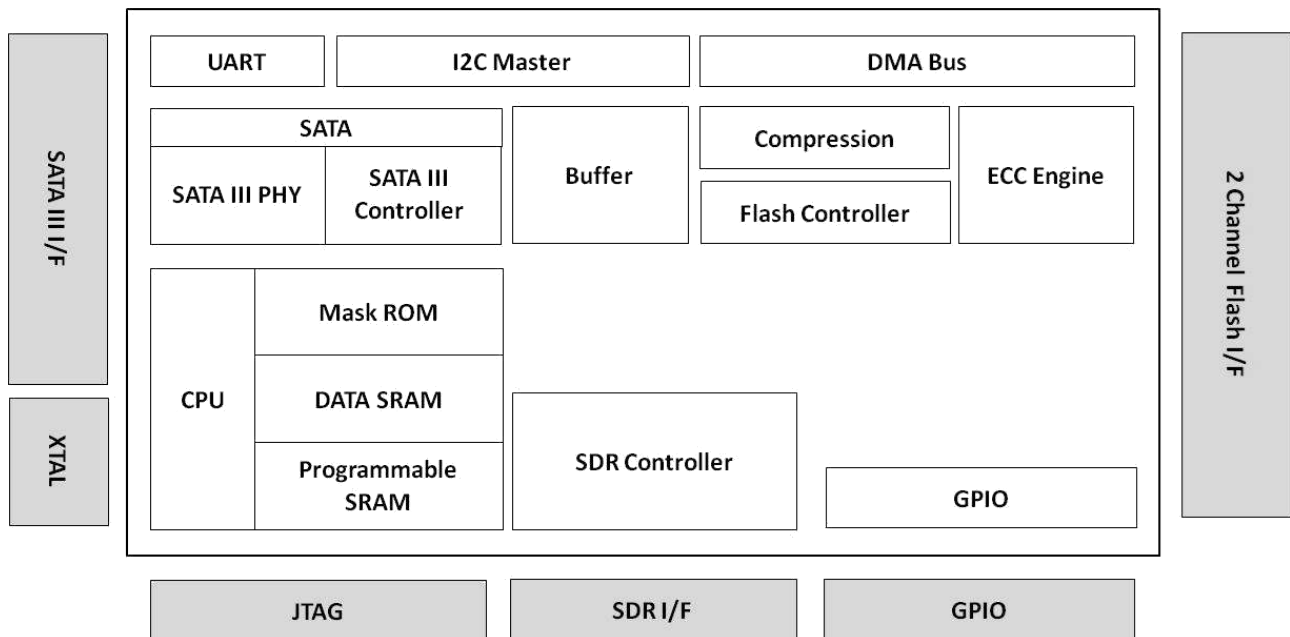 UART
I2C Master
DMA Bus
SATA III I/F
SATA
SATA III PHY
SATA III
Controller
Buffer
Compression
Flash Controller
ECC Engine
2 Channel Flash I/F
CPU
Mask ROM
DATA SRAM
Programmable
SRAM
SDR Controller
GPIO
XTAL
JTAG
SDR I/F
GPIO